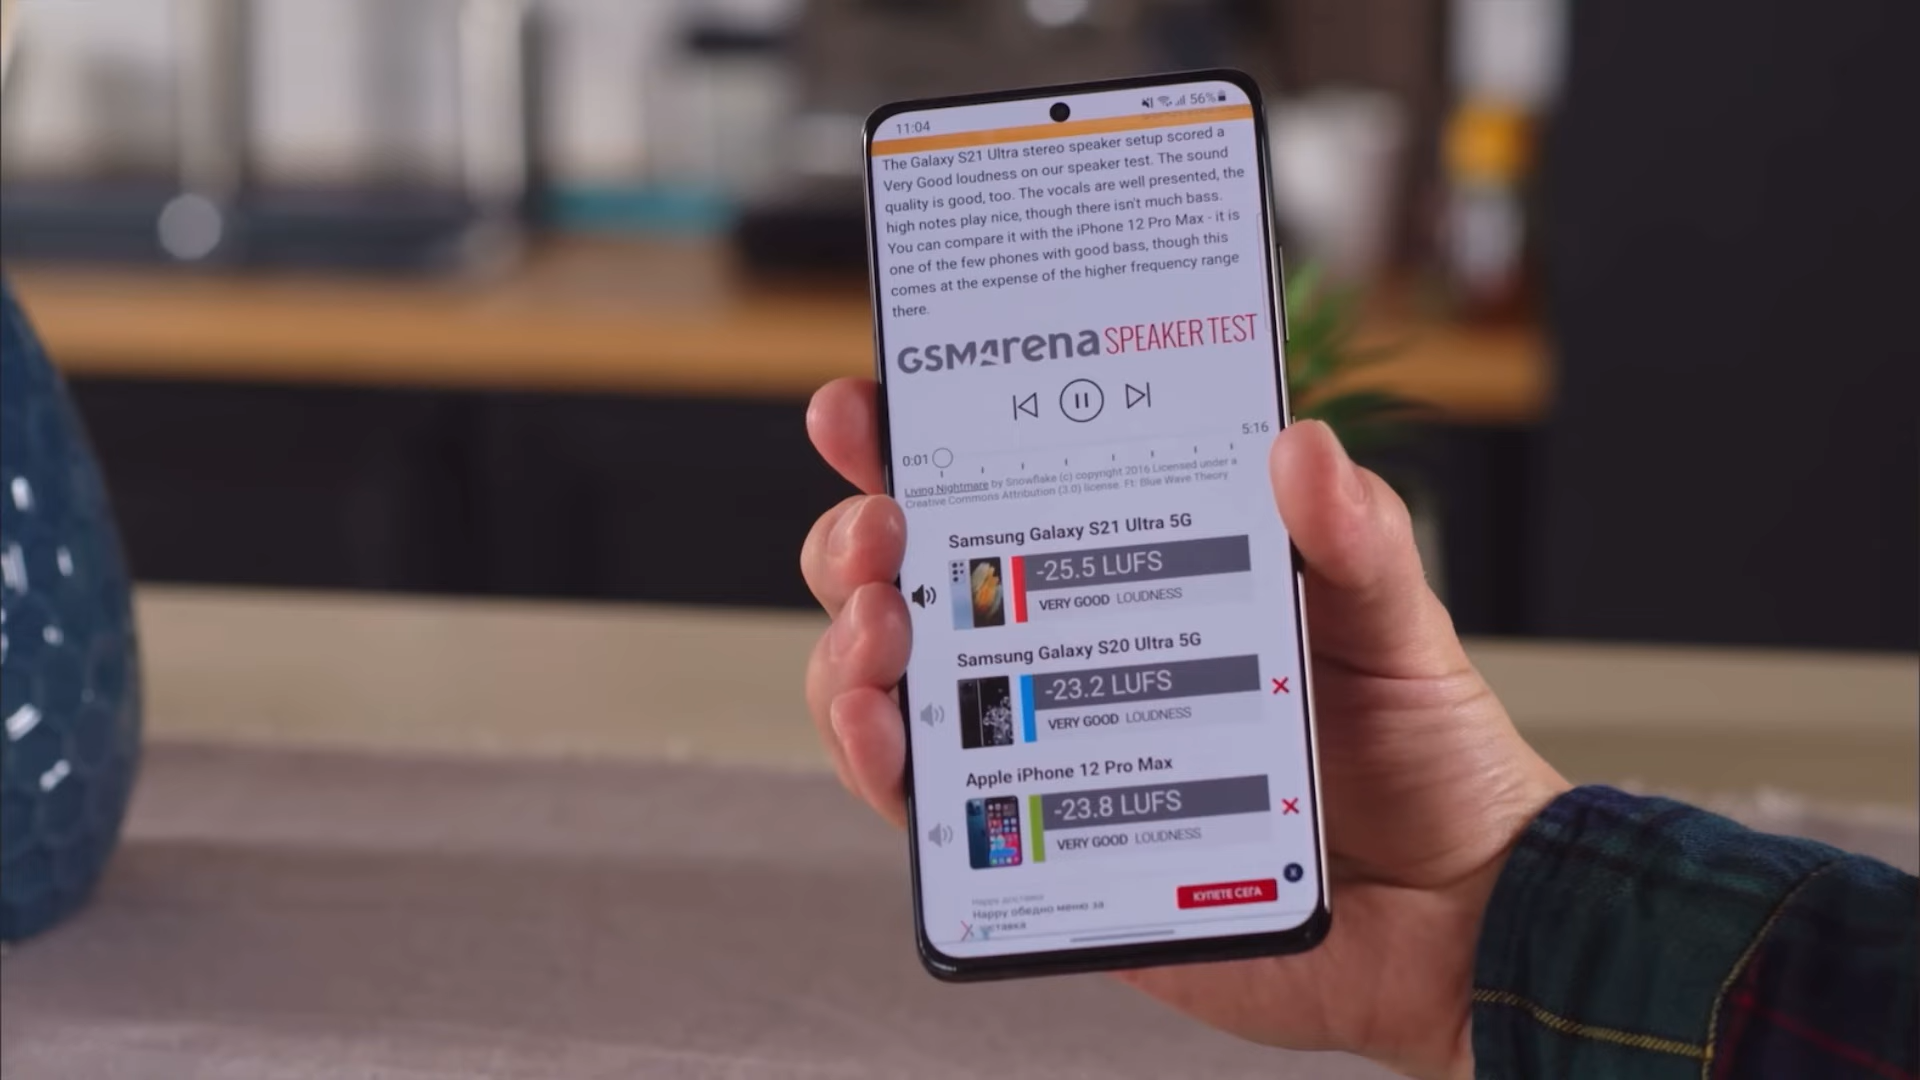 11:04
56%
The Galaxy S21 Ultra stereo speaker setup scored a
Very Good loudness on our speaker test. The sound
quality is good, too. The vocals are well presented, the
high notes play nice, though there isn't much bass.
You can compare it with the iPhone 12 Pro Max - it is
one of the few phones with good bass, though this
comes at the expense of the higher frequency range
there.
GSMArena SPEAKER TEST
5:16
0:01
Living Nightmare by Snowflake (c) copyright 2016 Licensed under a
Creative Commons Attribution (3.0) license. Ft: Blue Wave Theory
Samsung Galaxy S21 Ultra 5G
-25.5 LUFS
VERY GOOD LOUDNESS
Samsung Galaxy S20 Ultra 5G
-23.2 LUFS
VERY GOOD LOUDNESS
Apple iPhone 12 Pro Max
-23.8 LUFS
VERY GOOD LOUDNESS
Happy доставка
КУПЕТЕ СЕГА
Happy обедно меню за